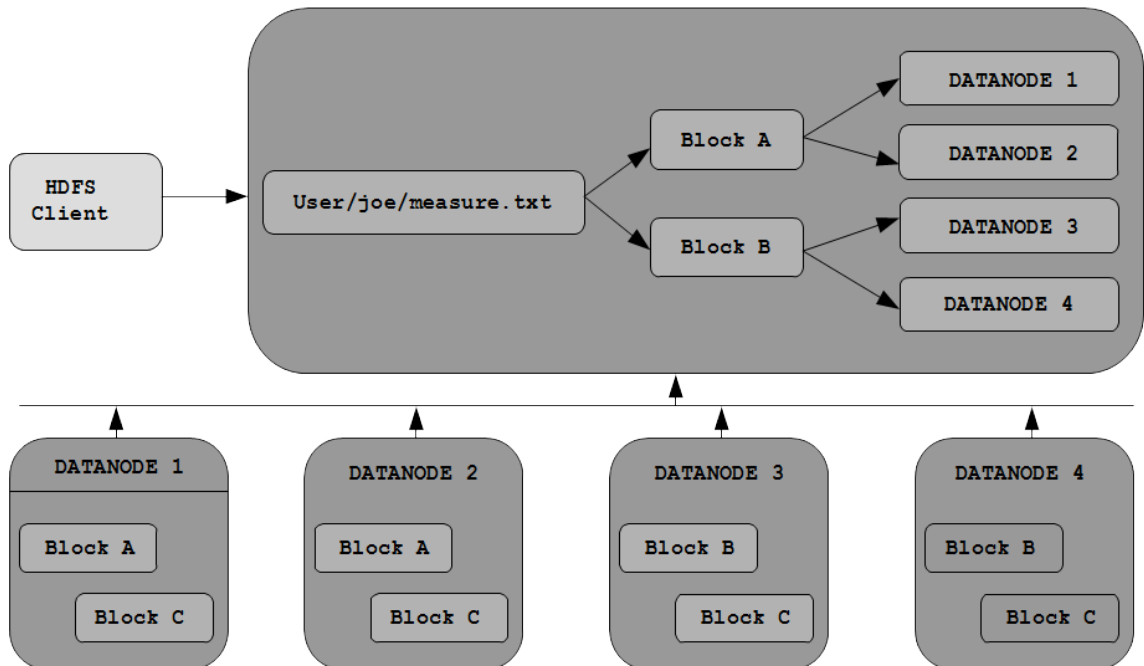 HDFS
Client
User/joe/measure.txt
Block A
Block B
DATANODE 1
DATANODE 2
DATANODE 3
DATANODE 4
DATANODE 1
Block A
Block C
DATANODE 2
Block A
Block C
DATANODE 3
Block B
Block C
DATANODE 4
Block B
Block C